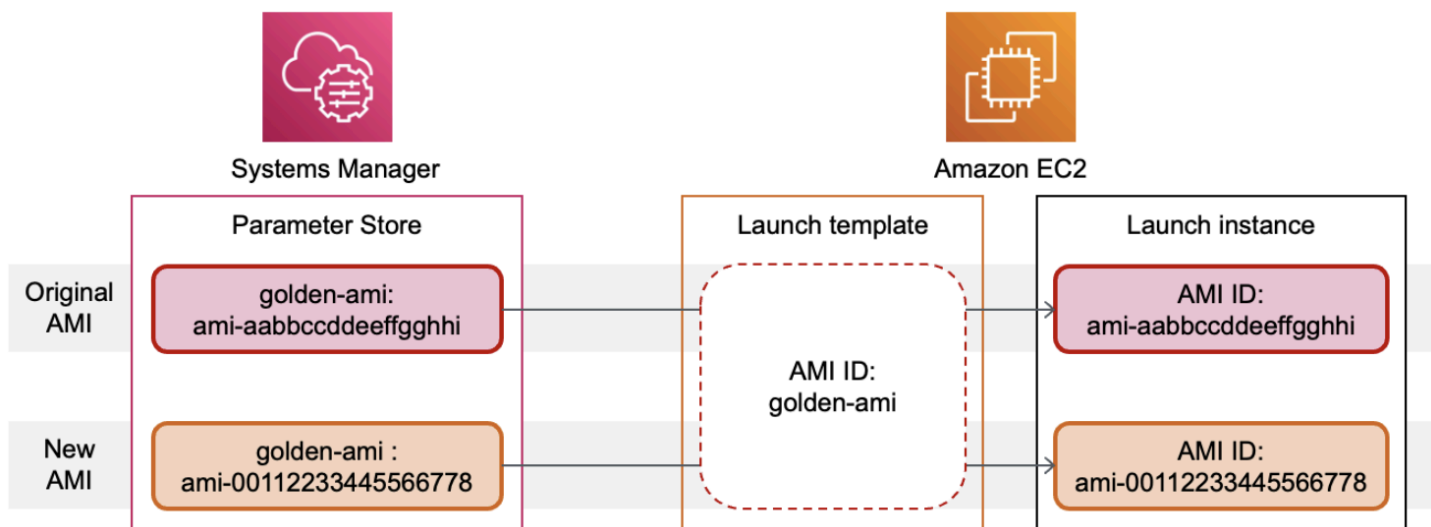 Systems Manager
Amazon EC2
Parameter Store
Launch template
Launch instance
Original
AMI
golden-ami:
ami-aabbccddeeffgghhi
AMI ID:
golden-ami
AMI ID:
ami-aabbccddeeffgghhi
New
AMI
golden-ami :
ami-00112233445566778
AMI ID:
ami-00112233445566778